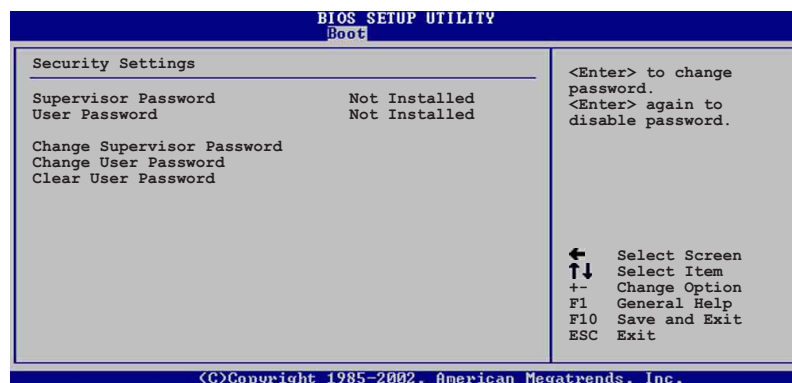 BIOS SETUP UTILITY
Boot
Security Settings
Supervisor Password Not Installed
User Password Not Installed
Change Supervisor Password
Change User Password
Clear User Password
<Enter> to change
password.
<Enter> again to
disable password.
← Select Screen
↑↓ Select Item
+- Change Option
F1 General Help
F10 Save and Exit
ESC Exit
(C)Copyright 1985-2002, American Megatrends, Inc.